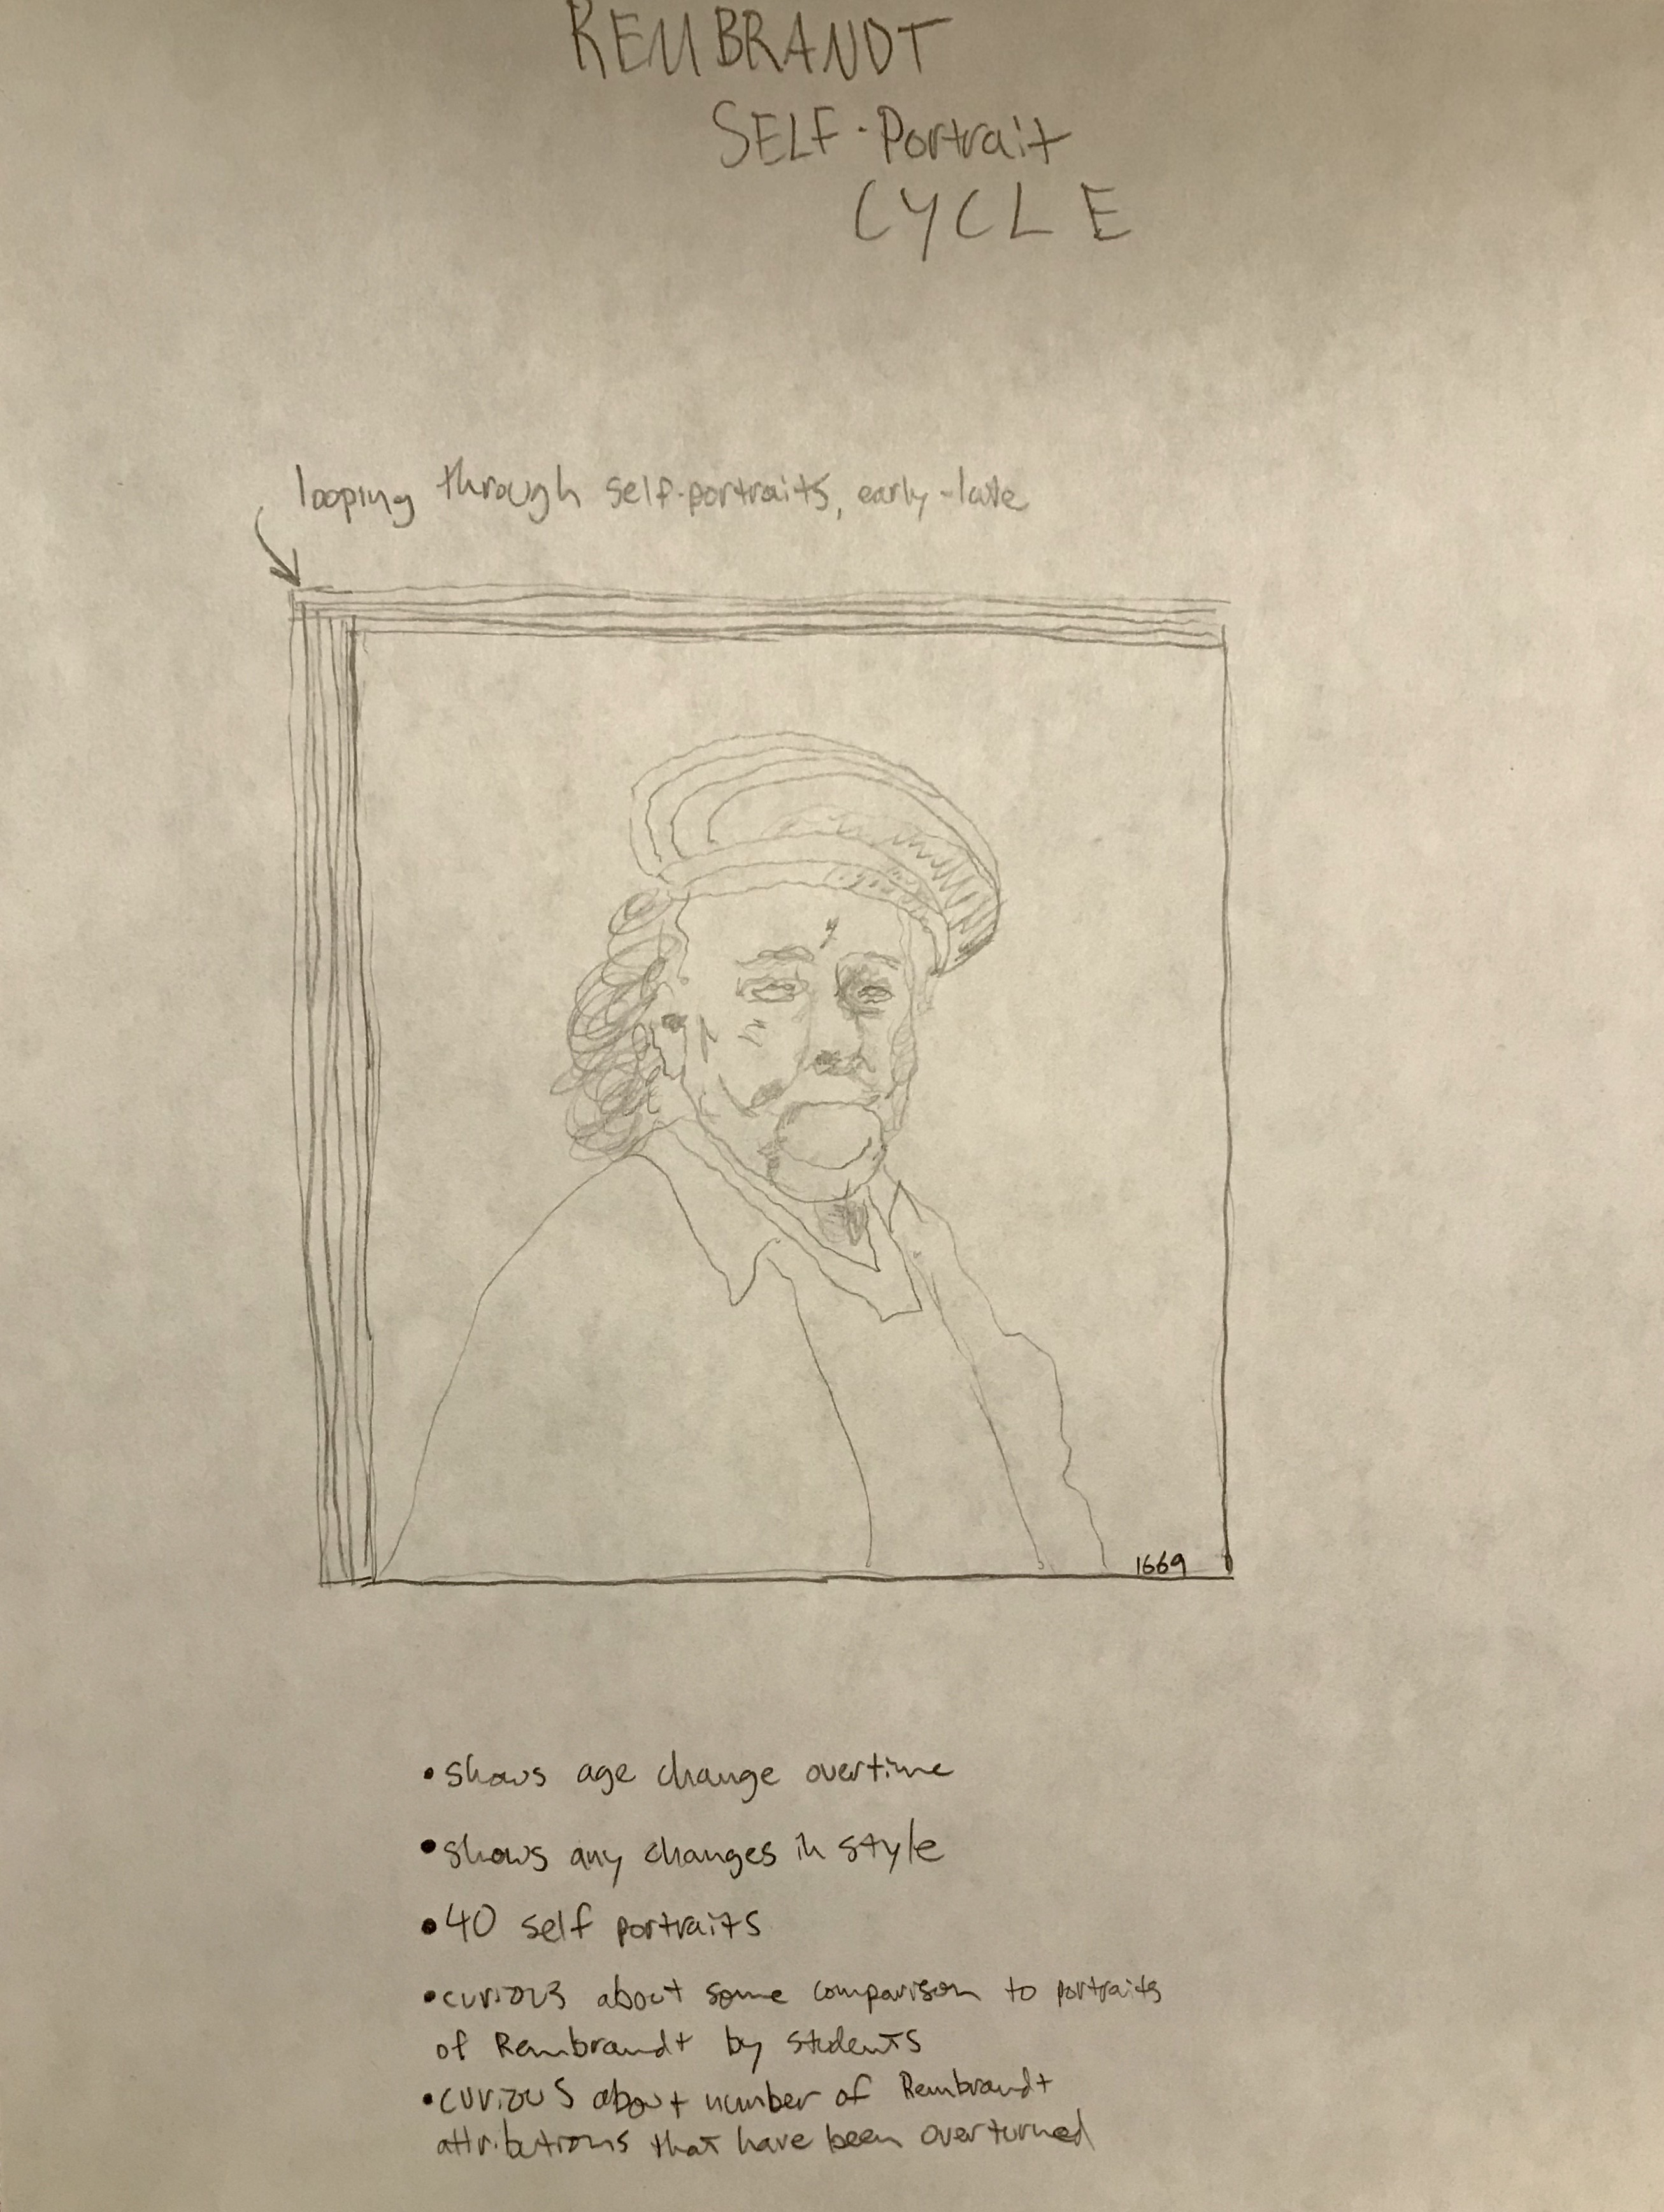 REMBRANDT
SELF-Portrait
CYCLE
looping through self-portraits, early-late
1669
• shows age change overtime
• shows any changes in style
• 40 self portraits
• curious about some comparison to portraits
of Rembrandt by students
• curious about number of Rembrandt
attributions that have been overturned